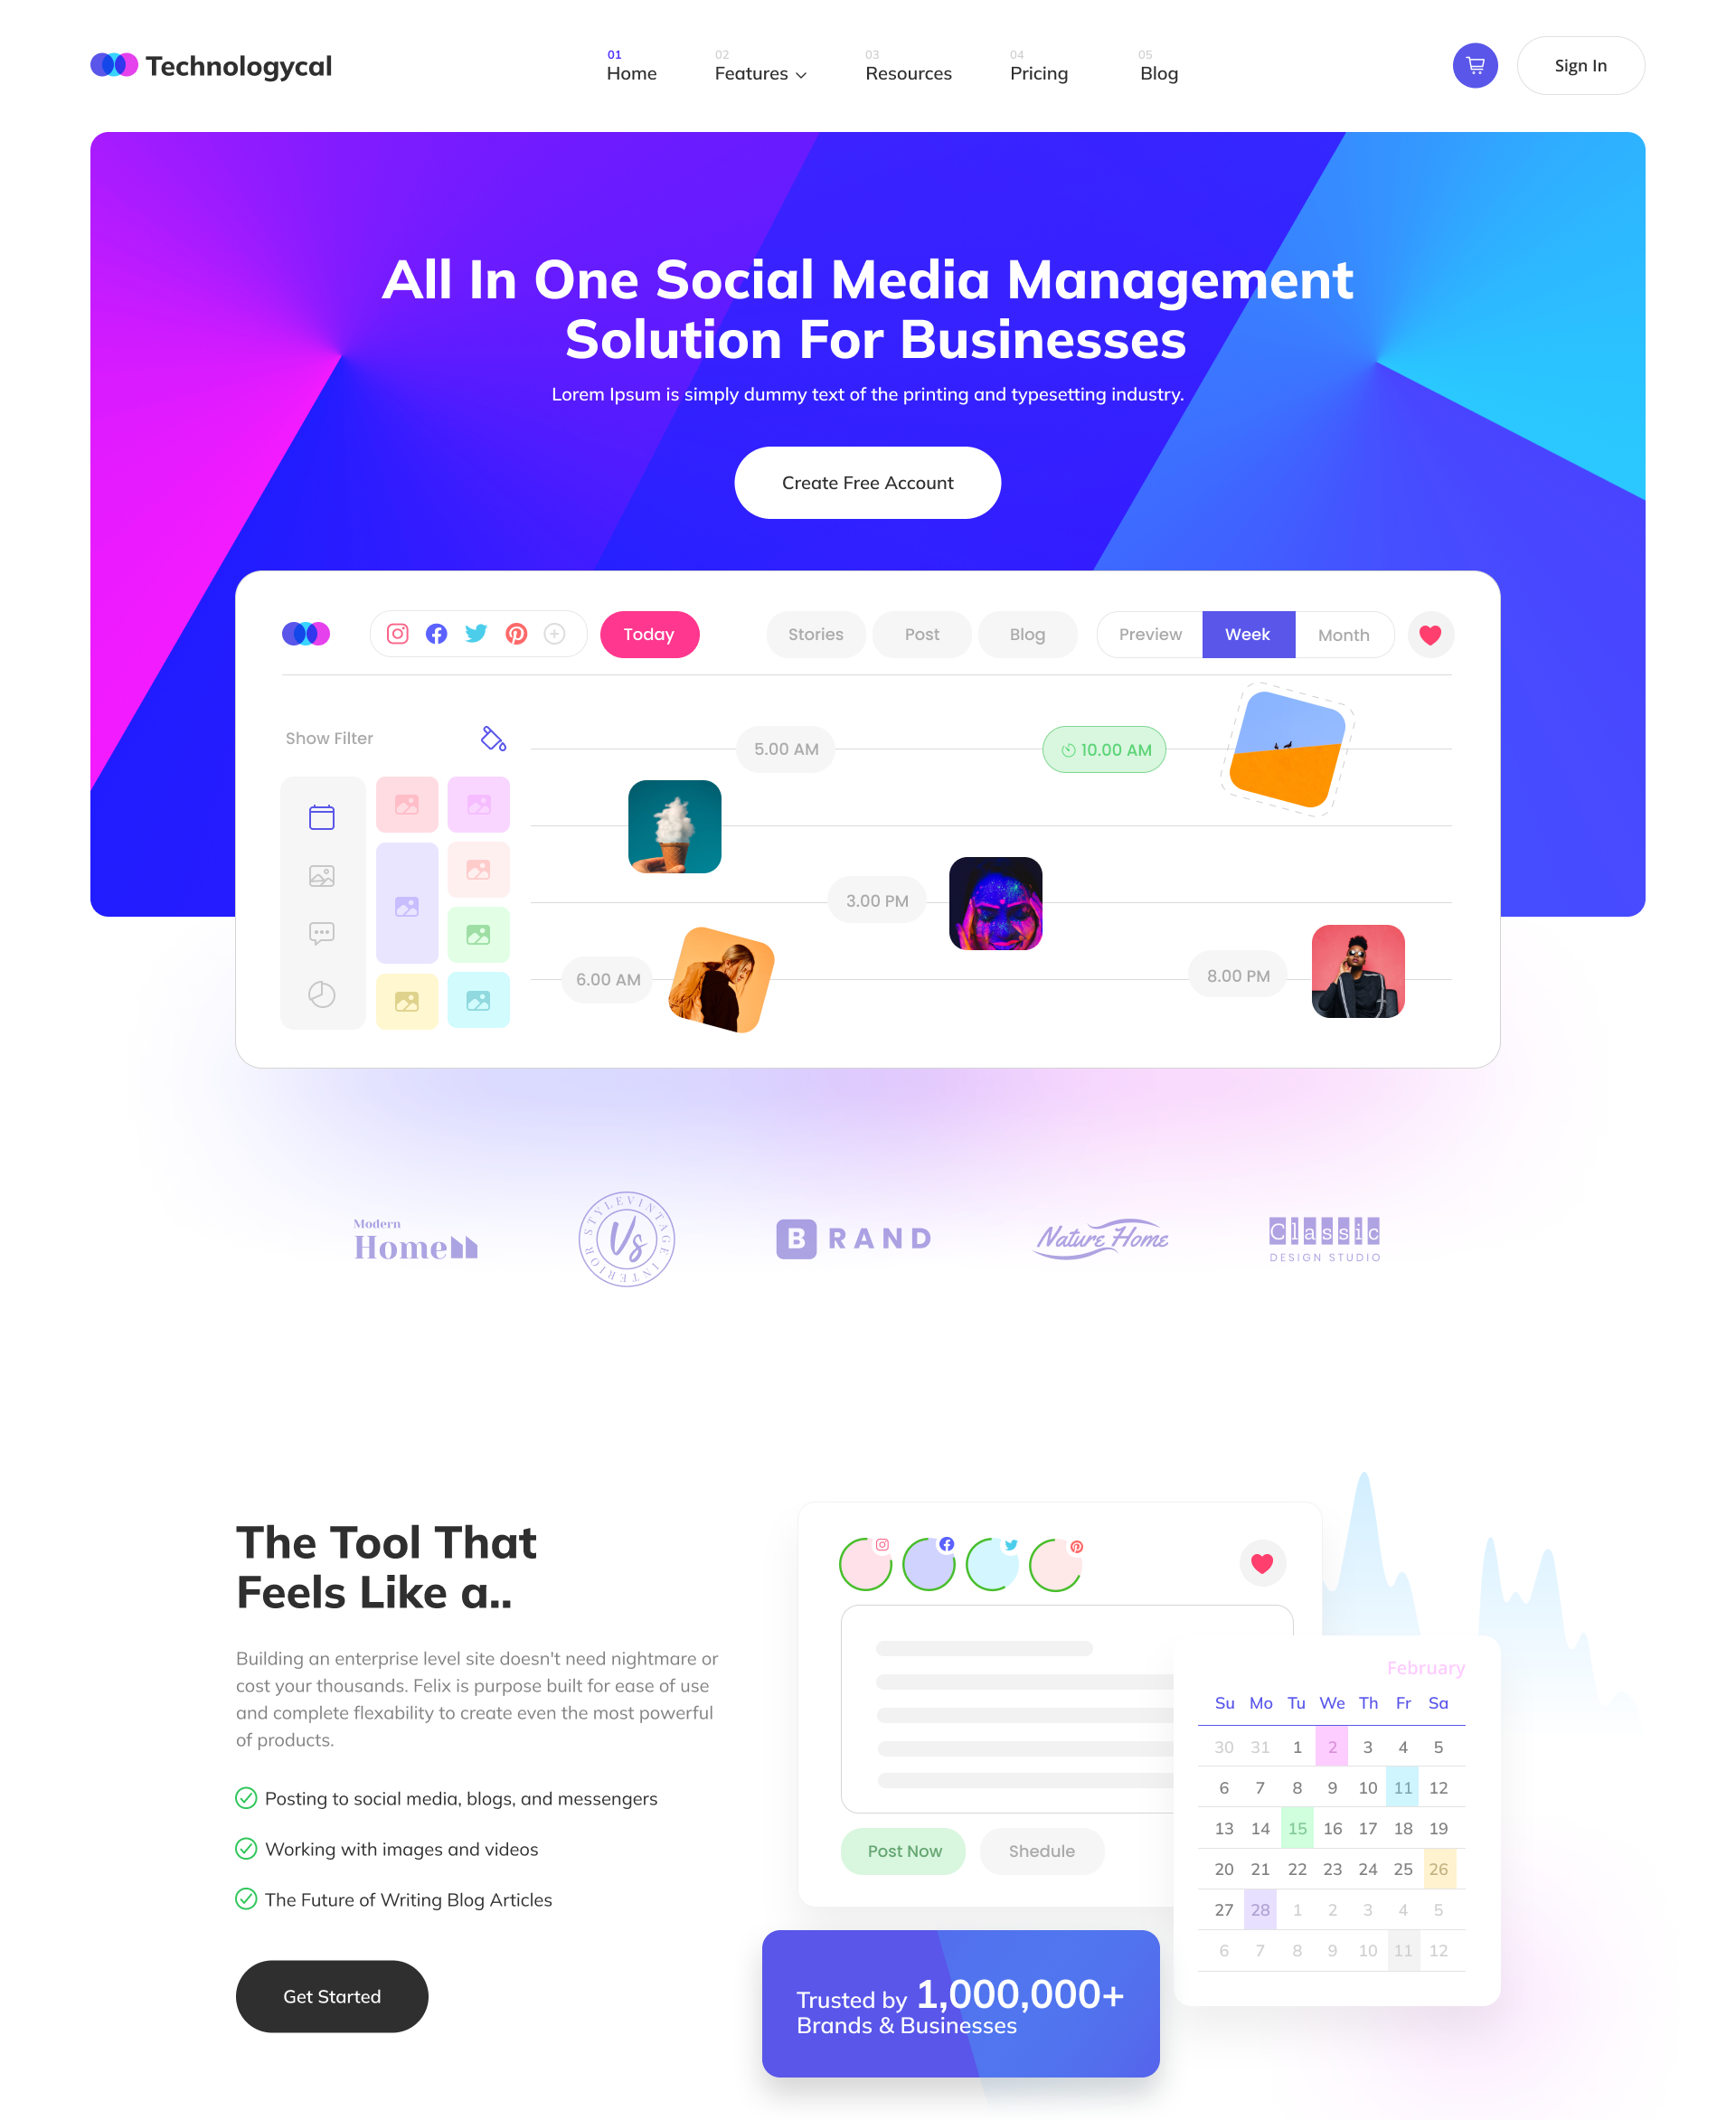 Technologycal
01
Home
02
Features
03
Resources
04
Pricing
05
Blog
Sign In
All In One Social Media Management
Solution For Businesses
Lorem Ipsum is simply dummy text of the printing and typesetting industry.
Create Free Account
Today
Stories
Post
Blog
Preview
Week
Month
Show Filter
5.00 AM
10.00 AM
3.00 PM
6.00 AM
8.00 PM
Modern
Home
STYLEVINTAGE INTERIOR
Vs
BRAND
Nature Home
Classic
DESIGN STUDIO
The Tool That
Feels Like a..
Building an enterprise level site doesn't need nightmare or
cost your thousands. Felix is purpose built for ease of use
and complete flexability to create even the most powerful
of products.
Posting to social media, blogs, and messengers
Working with images and videos
The Future of Writing Blog Articles
Get Started
Post Now
Shedule
February
Su Mo Tu We Th Fr Sa
30 31 1 2 3 4 5
6 7 8 9 10 11 12
13 14 15 16 17 18 19
20 21 22 23 24 25 26
27 28 1 2 3 4 5
6 7 8 9 10 11 12
Trusted by 1,000,000+
Brands & Businesses